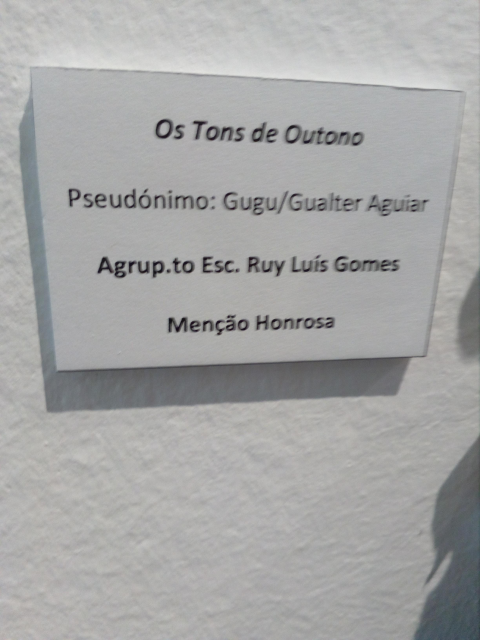 Os Tons de Outono
Pseudónimo: Gugu/Gualter Aguiar
Agrup.to Esc. Ruy Luís Gomes
Menção Honrosa